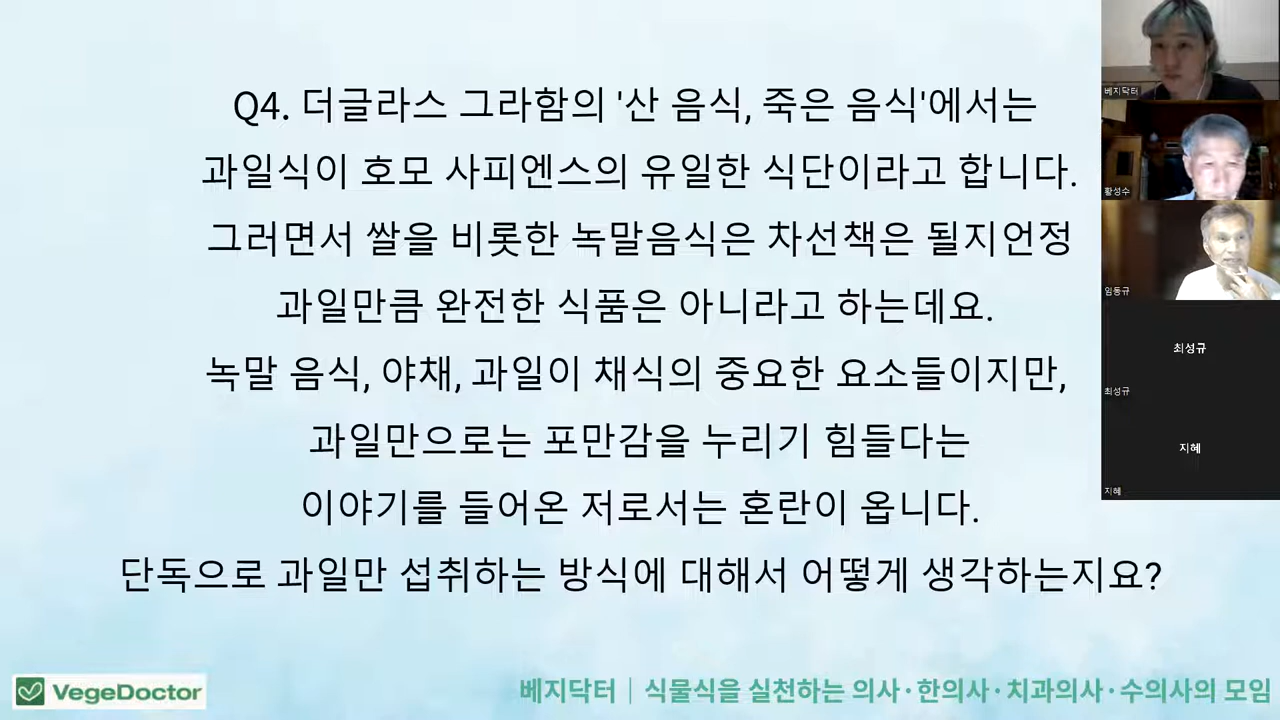 Q4. 더글라스 그라함의 '산 음식, 죽은 음식'에서는
과일식이 호모 사피엔스의 유일한 식단이라고 합니다.
그러면서 쌀을 비롯한 녹말음식은 차선책은 될지언정
과일만큼 완전한 식품은 아니라고 하는데요.
녹말 음식, 야채, 과일이 채식의 중요한 요소들이지만,
과일만으로는 포만감을 누리기 힘들다는
이야기를 들어온 저로서는 혼란이 옵니다.
단독으로 과일만 섭취하는 방식에 대해서 어떻게 생각하는지요?
베지닥터
황성수
임동규
최성규
최성규
지혜
지혜
VegeDoctor
베지닥터 | 식물식을 실천하는 의사·한의사·치과의사·수의사의 모임